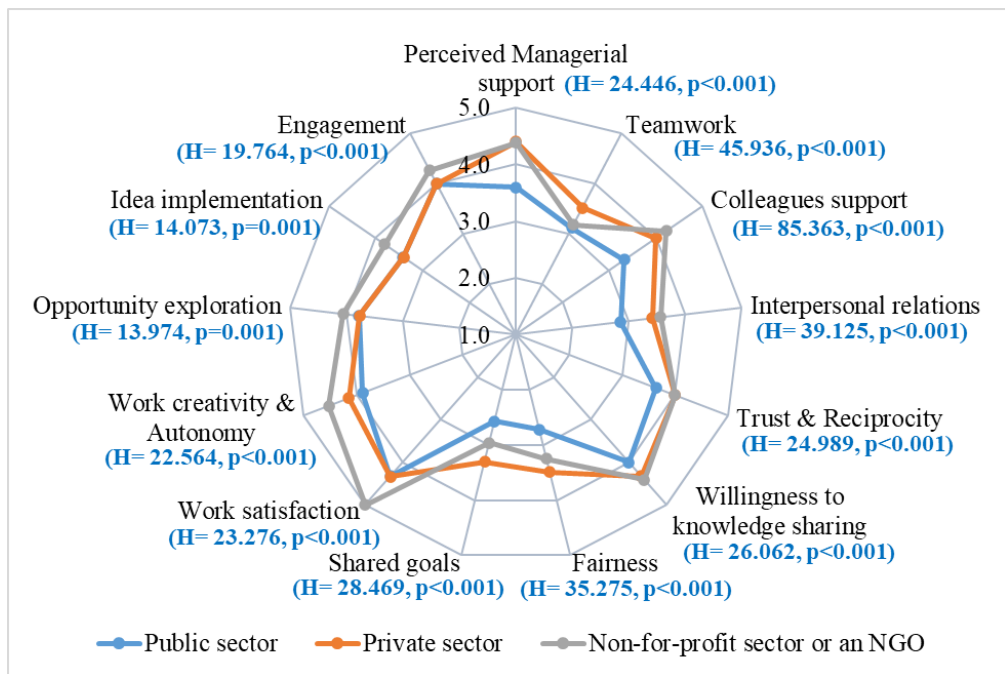 Perceived Managerial
support (H= 24.446, p<0.001)
5.0
Teamwork
(H= 45.936, p<0.001)
Engagement
(H= 19.764, p<0.001)
4.0
Idea implementation
(H= 14.073, p=0.001)
Colleagues support
(H= 85.363, p<0.001)
3.0
2.0
Opportunity exploration
(H= 13.974, p=0.001)
1.0
Interpersonal relations
(H= 39.125, p<0.001)
Work creativity &
Autonomy
(H= 22.564, p<0.001)
Trust & Reciprocity
(H= 24.989, p<0.001)
Work satisfaction
(H= 23.276, p<0.001)
Willingness to
knowledge sharing
(H= 26.062, p<0.001)
Shared goals
(H= 28.469, p<0.001)
Fairness
(H= 35.275, p<0.001)
Public sector
Private sector
Non-for-profit sector or an NGO